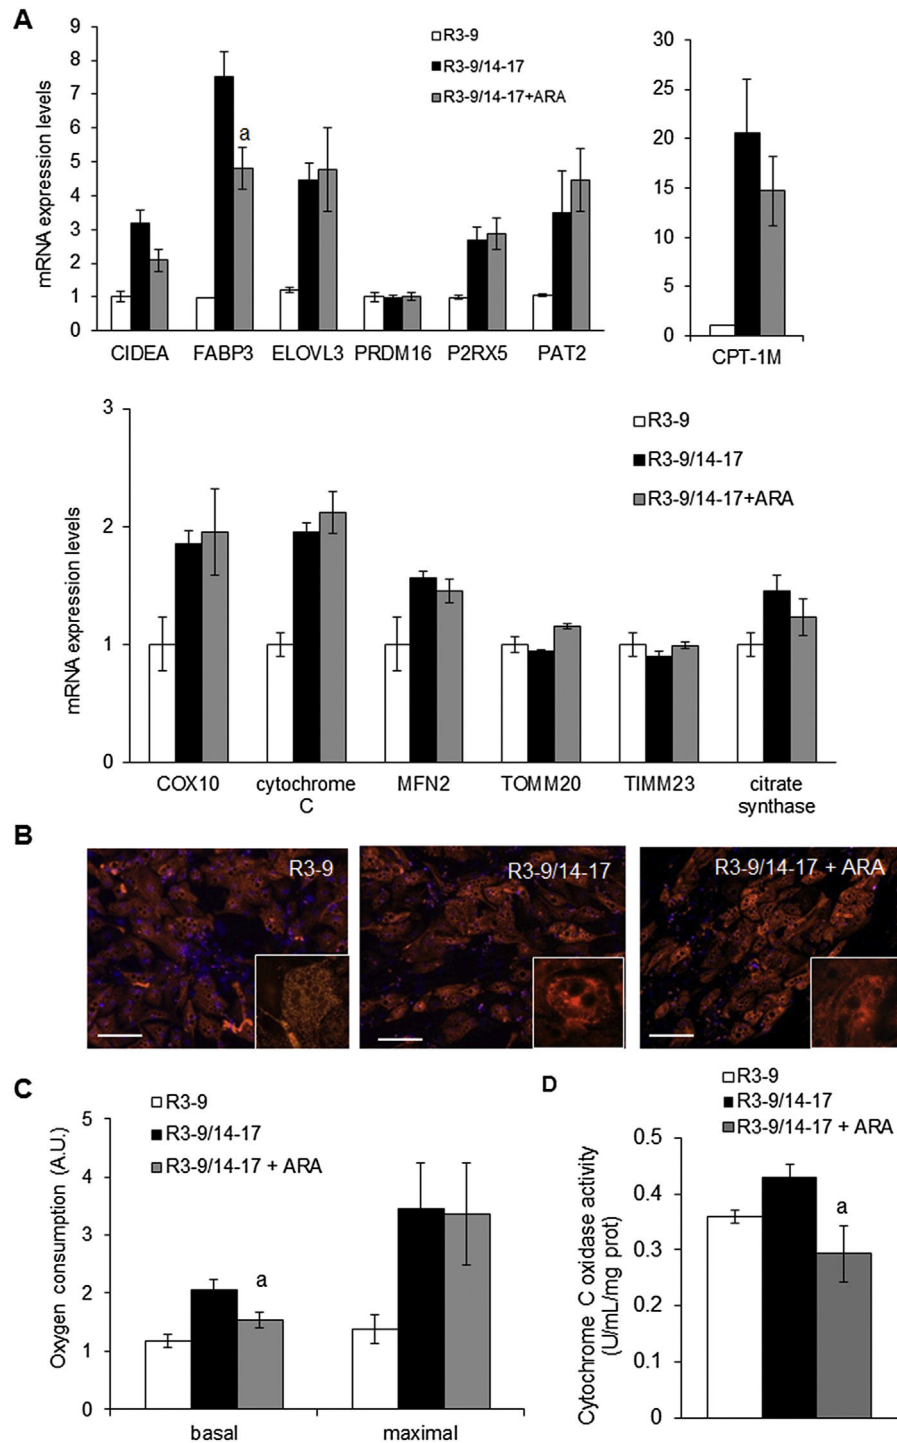 A
mRNA expression levels
9
8
7
6
5
4
3
2
1
0
R3-9
R3-9/14-17
R3-9/14-17+ARA
a
CIDEA FABP3 ELOVL3 PRDM16 P2RX5 PAT2
30
25
20
15
10
5
0
CPT-1M
mRNA expression levels
3
2
1
0
R3-9
R3-9/14-17
R3-9/14-17+ARA
COX10 cytochrome C MFN2 TOMM20 TIMM23 citrate synthase
B
R3-9
R3-9/14-17
R3-9/14-17 + ARA
C
Oxygen consumption (A.U.)
5
4
3
2
1
0
R3-9
R3-9/14-17
R3-9/14-17 + ARA
a
basal maximal
D
R3-9
R3-9/14-17
R3-9/14-17 + ARA
Cytochrome C oxidase activity
(U/mL/mg prot)
0.5
0.4
0.3
0.2
0.1
0
a